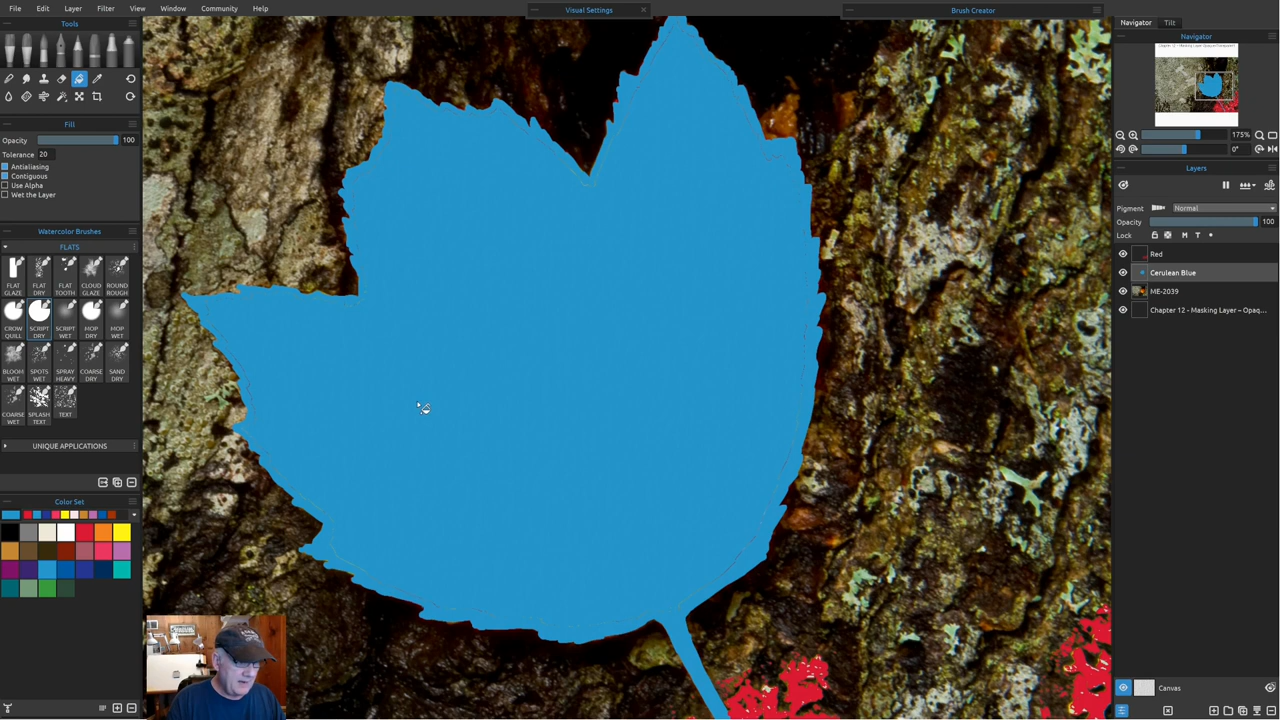 File Edit Layer Filter Window Community Help
Visual Settings
Brush Creator
Tools
Fill
Opacity 100
Tolerance 20
Antialiasing
Contiguous
Use Alpha
Wet the Layer
Watercolor Brushes
FLATS
FLAT GLAZE FLAT DRY FLAT TOOTH CLOUD GLAZE ROUND ROUGH
CROW QUILL SCRIPT DRY SCRIPT WET MOP DRY MOP WET
BLOOM WET SPOTS WET SPRAY HEAVY COARSE DRY SAND DRY
COARSE WET SPLASH TEXT TEXT
UNIQUE APPLICATIONS
Color Set
Navigator Tilt
Navigator
175%
0°
Layers
Pigment Normal
Opacity 100
Lock M T
Red
Cerulean Blue
ME-2039
Chapter 12 - Masking Layer – Opaq...
Canvas